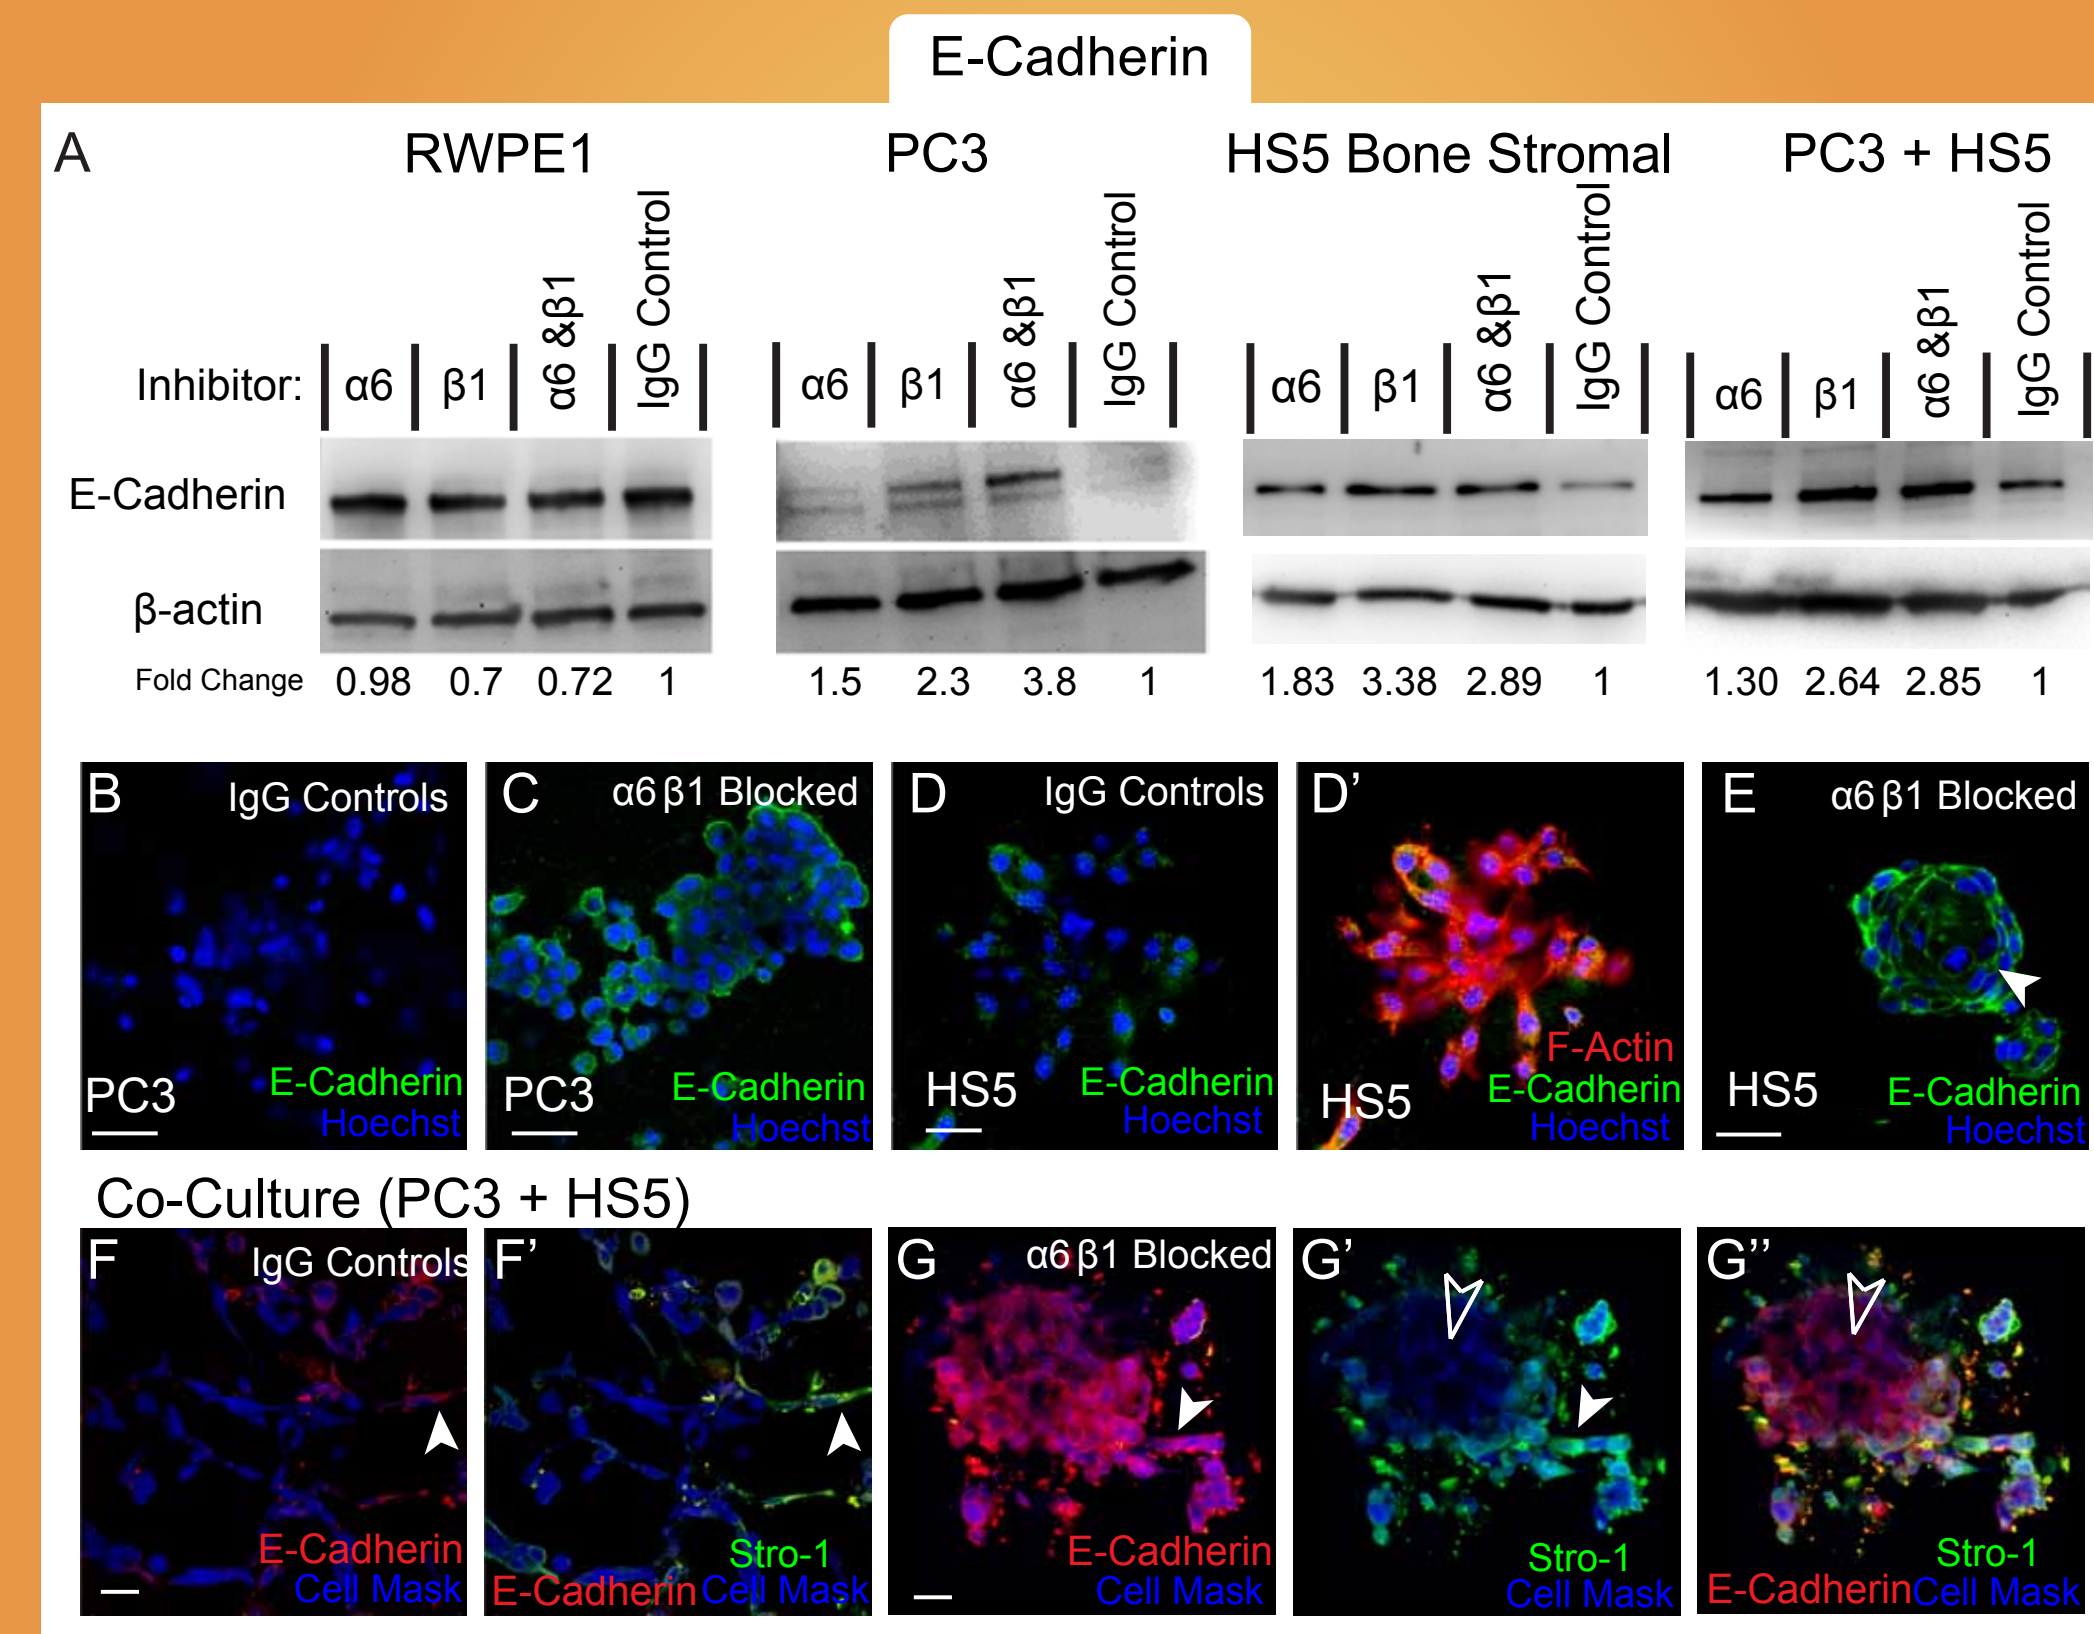 E-Cadherin
A
RWPE1
PC3
HS5 Bone Stromal
PC3 + HS5
Inhibitor:
α6
β1
α6 &β1
IgG Control
α6
β1
α6 &β1
IgG Control
α6
β1
α6 &β1
IgG Control
α6
β1
α6 &β1
IgG Control
E-Cadherin
β-actin
Fold Change 0.98 0.7 0.72 1 1.5 2.3 3.8 1 1.83 3.38 2.89 1 1.30 2.64 2.85 1
B
IgG Controls
PC3
E-Cadherin
Hoechst
C
α6β1 Blocked
PC3
E-Cadherin
Hoechst
D
IgG Controls
HS5
E-Cadherin
Hoechst
D’
F-Actin
HS5
E-Cadherin
Hoechst
E
α6β1 Blocked
HS5
E-Cadherin
Hoechst
Co-Culture (PC3 + HS5)
F
IgG Controls
E-Cadherin
Cell Mask
F’
Stro-1
E-Cadherin Cell Mask
G
α6β1 Blocked
E-Cadherin
Cell Mask
G’
Stro-1
Cell Mask
G’’
Stro-1
E-Cadherin Cell Mask